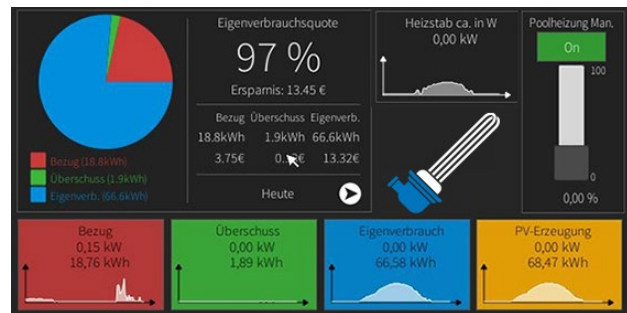 Eigenverbrauchsquote
97 %
Ersparnis: 13.45 €
Bezug Überschuss Eigenverb.
18.8kWh 1.9kWh 66.6kWh
3.75€ 13.32€
Heute
Bezug (18.8kWh)
Überschuss (1.9kWh)
Eigenverb. (66.6kWh)
Heizstab ca. in W
0,00 kW
Poolheizung Man.
On
100
0
0,00 %
Bezug
0,15 kW
18,76 kWh
Überschuss
0,00 kW
1,89 kWh
Eigenverbrauch
0,00 kW
66,58 kWh
PV-Erzeugung
0,00 kW
68,47 kWh